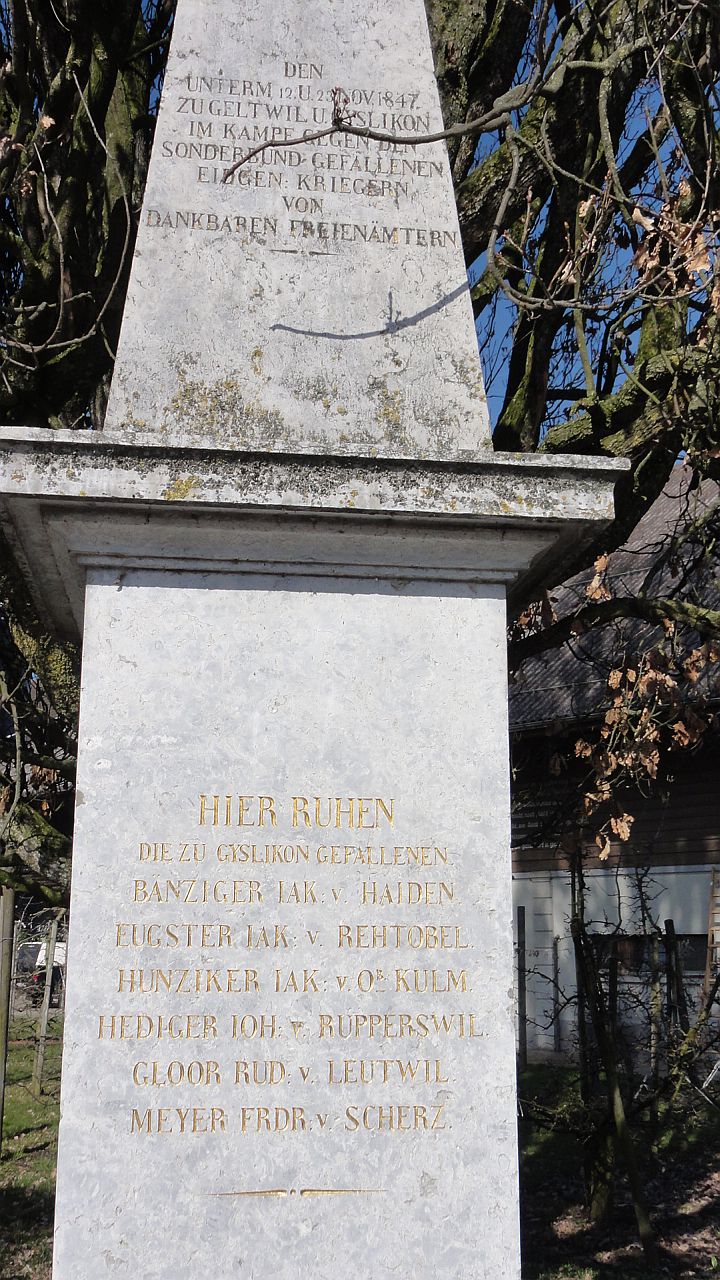 DEN
UNTERM 12. U. 23 NOV. 1847.
ZU GELTWIL U. GYSLIKON
IM KAMPFE GEGEN DEN
SONDERBUND GEFALLENEN
EIDGEN: KRIEGERN
VON
DANKBAREN FREIENÄMTERN
HIER RUHEN
DIE ZU GYSLIKON GEFALLENEN.
BÄNZIGER IAK: v. HAIDEN.
EUGSTER IAK: v. REHTOBEL.
HUNZIKER IAK: v. OB. KULM.
HEDIGER IOH: v. RUPPERSWIL.
GLOOR RUD: v. LEUTWIL.
MEYER FRDR: v. SCHERZ.